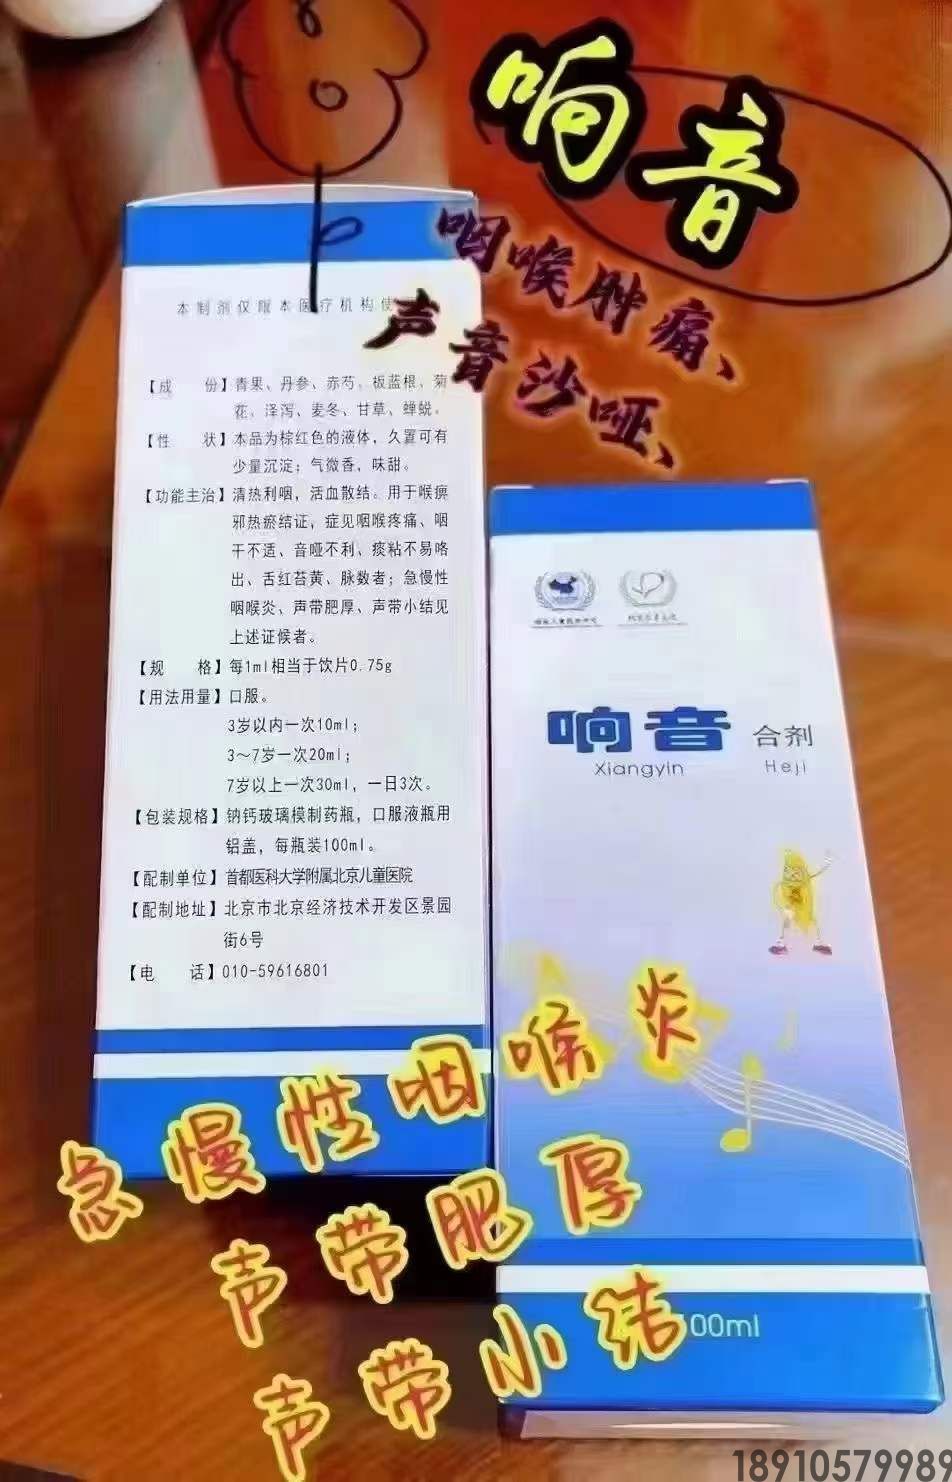 响音
咽喉肿痛、
声音沙哑、
本制剂仅限本医疗机构使
【成 份】青果、丹参、赤芍、板蓝根、菊
花、泽泻、麦冬、甘草、蝉蜕。
【性 状】本品为棕红色的液体，久置可有
少量沉淀；气微香，味甜。
【功能主治】清热利咽，活血散结。用于喉痹
邪热瘀结证，症见咽喉疼痛、咽
干不适、音哑不利、痰粘不易咯
出、舌红苔黄、脉数者；急慢性
咽喉炎、声带肥厚、声带小结见
上述证候者。
【规 格】每1ml相当于饮片0.75g
【用法用量】口服。
3岁以内一次10ml；
3～7岁一次20ml；
7岁以上一次30ml，一日3次。
【包装规格】钠钙玻璃模制药瓶，口服液瓶用
铝盖，每瓶装100ml。
【配制单位】首都医科大学附属北京儿童医院
【配制地址】北京市北京经济技术开发区景园
街6号
【电 话】010-59616801
响音 合剂
Xiangyin Heji
急慢性咽喉炎
声带肥厚
声带小结
00ml
18910579989